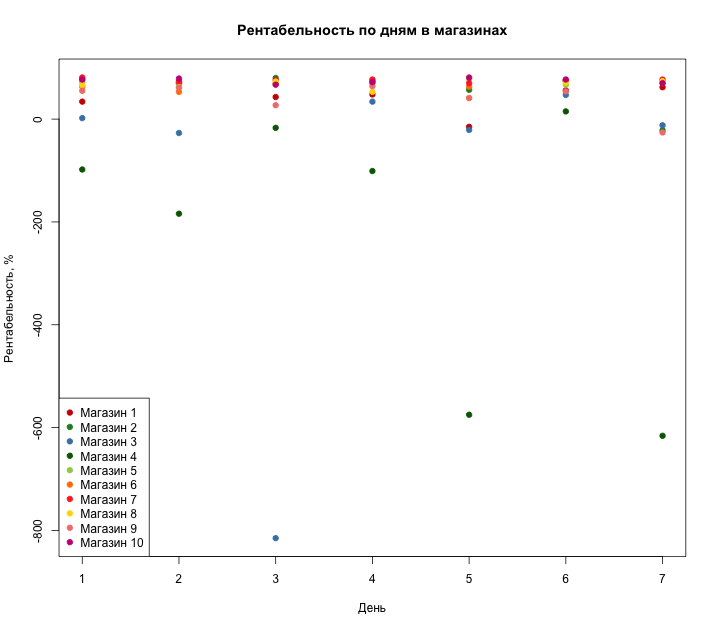 Рентабельность по дням в магазинах
Рентабельность, %
0
-200
-400
-600
-800
Магазин 1
Магазин 2
Магазин 3
Магазин 4
Магазин 5
Магазин 6
Магазин 7
Магазин 8
Магазин 9
Магазин 10
1 2 3 4 5 6 7
День